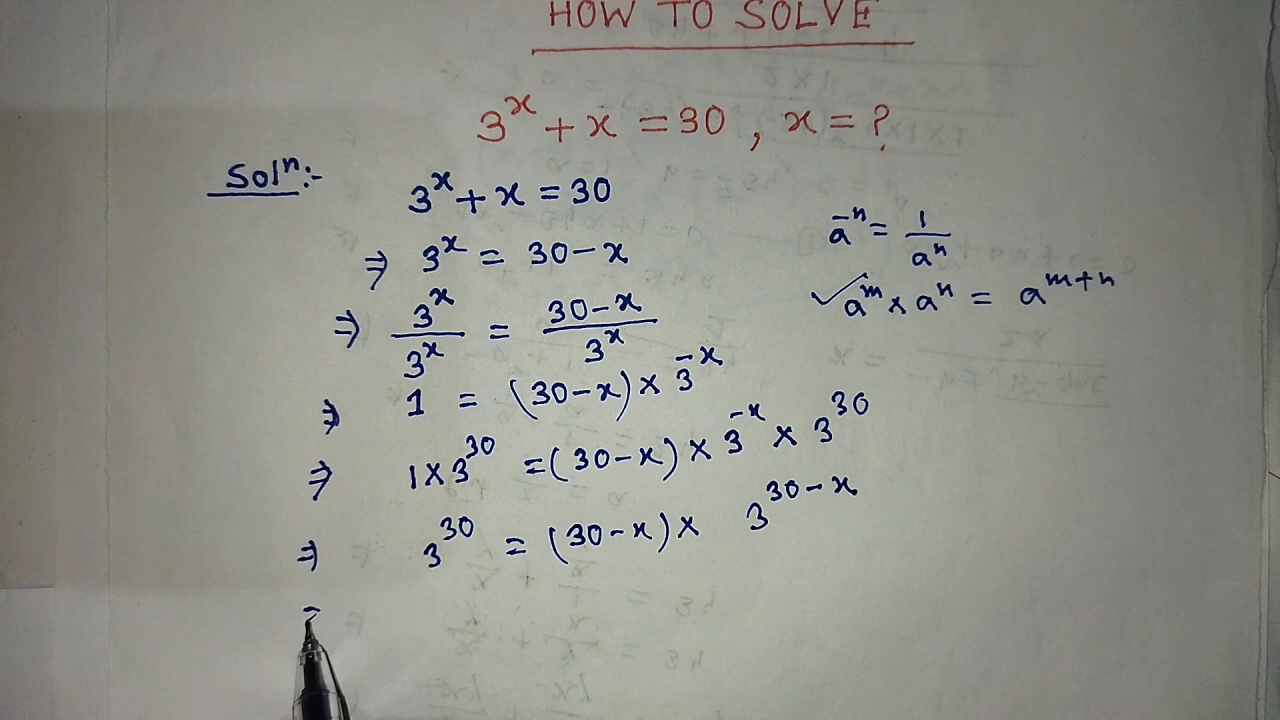 HOW TO SOLVE
3^x + x = 30 , x = ?
Solⁿ:-
3^x + x = 30
⇒ 3^x = 30 - x
a^-n = 1/a^n
✓ a^m × a^n = a^m+n
⇒ 3^x/3^x = 30-x/3^x
⇒ 1 = (30-x) × 3^-x
⇒ 1×3^30 = (30-x) × 3^-x × 3^30
⇒ 3^30 = (30-x) × 3^30-x